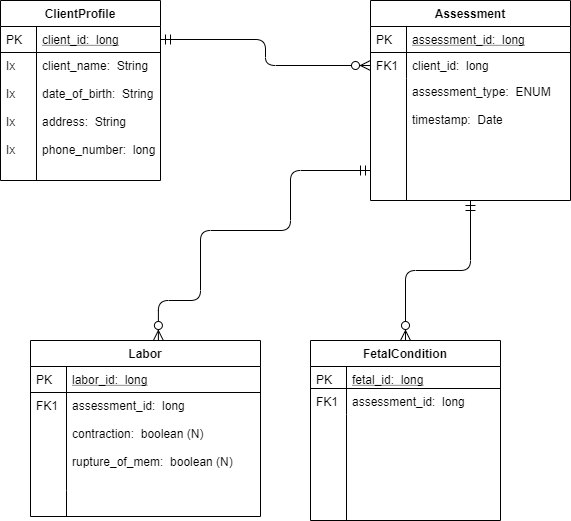 ClientProfile
PK client_id: long
Ix client_name: String
Ix date_of_birth: String
Ix address: String
Ix phone_number: long
Assessment
PK assessment_id: long
FK1 client_id: long
assessment_type: ENUM
timestamp: Date
Labor
PK labor_id: long
FK1 assessment_id: long
contraction: boolean (N)
rupture_of_mem: boolean (N)
FetalCondition
PK fetal_id: long
FK1 assessment_id: long